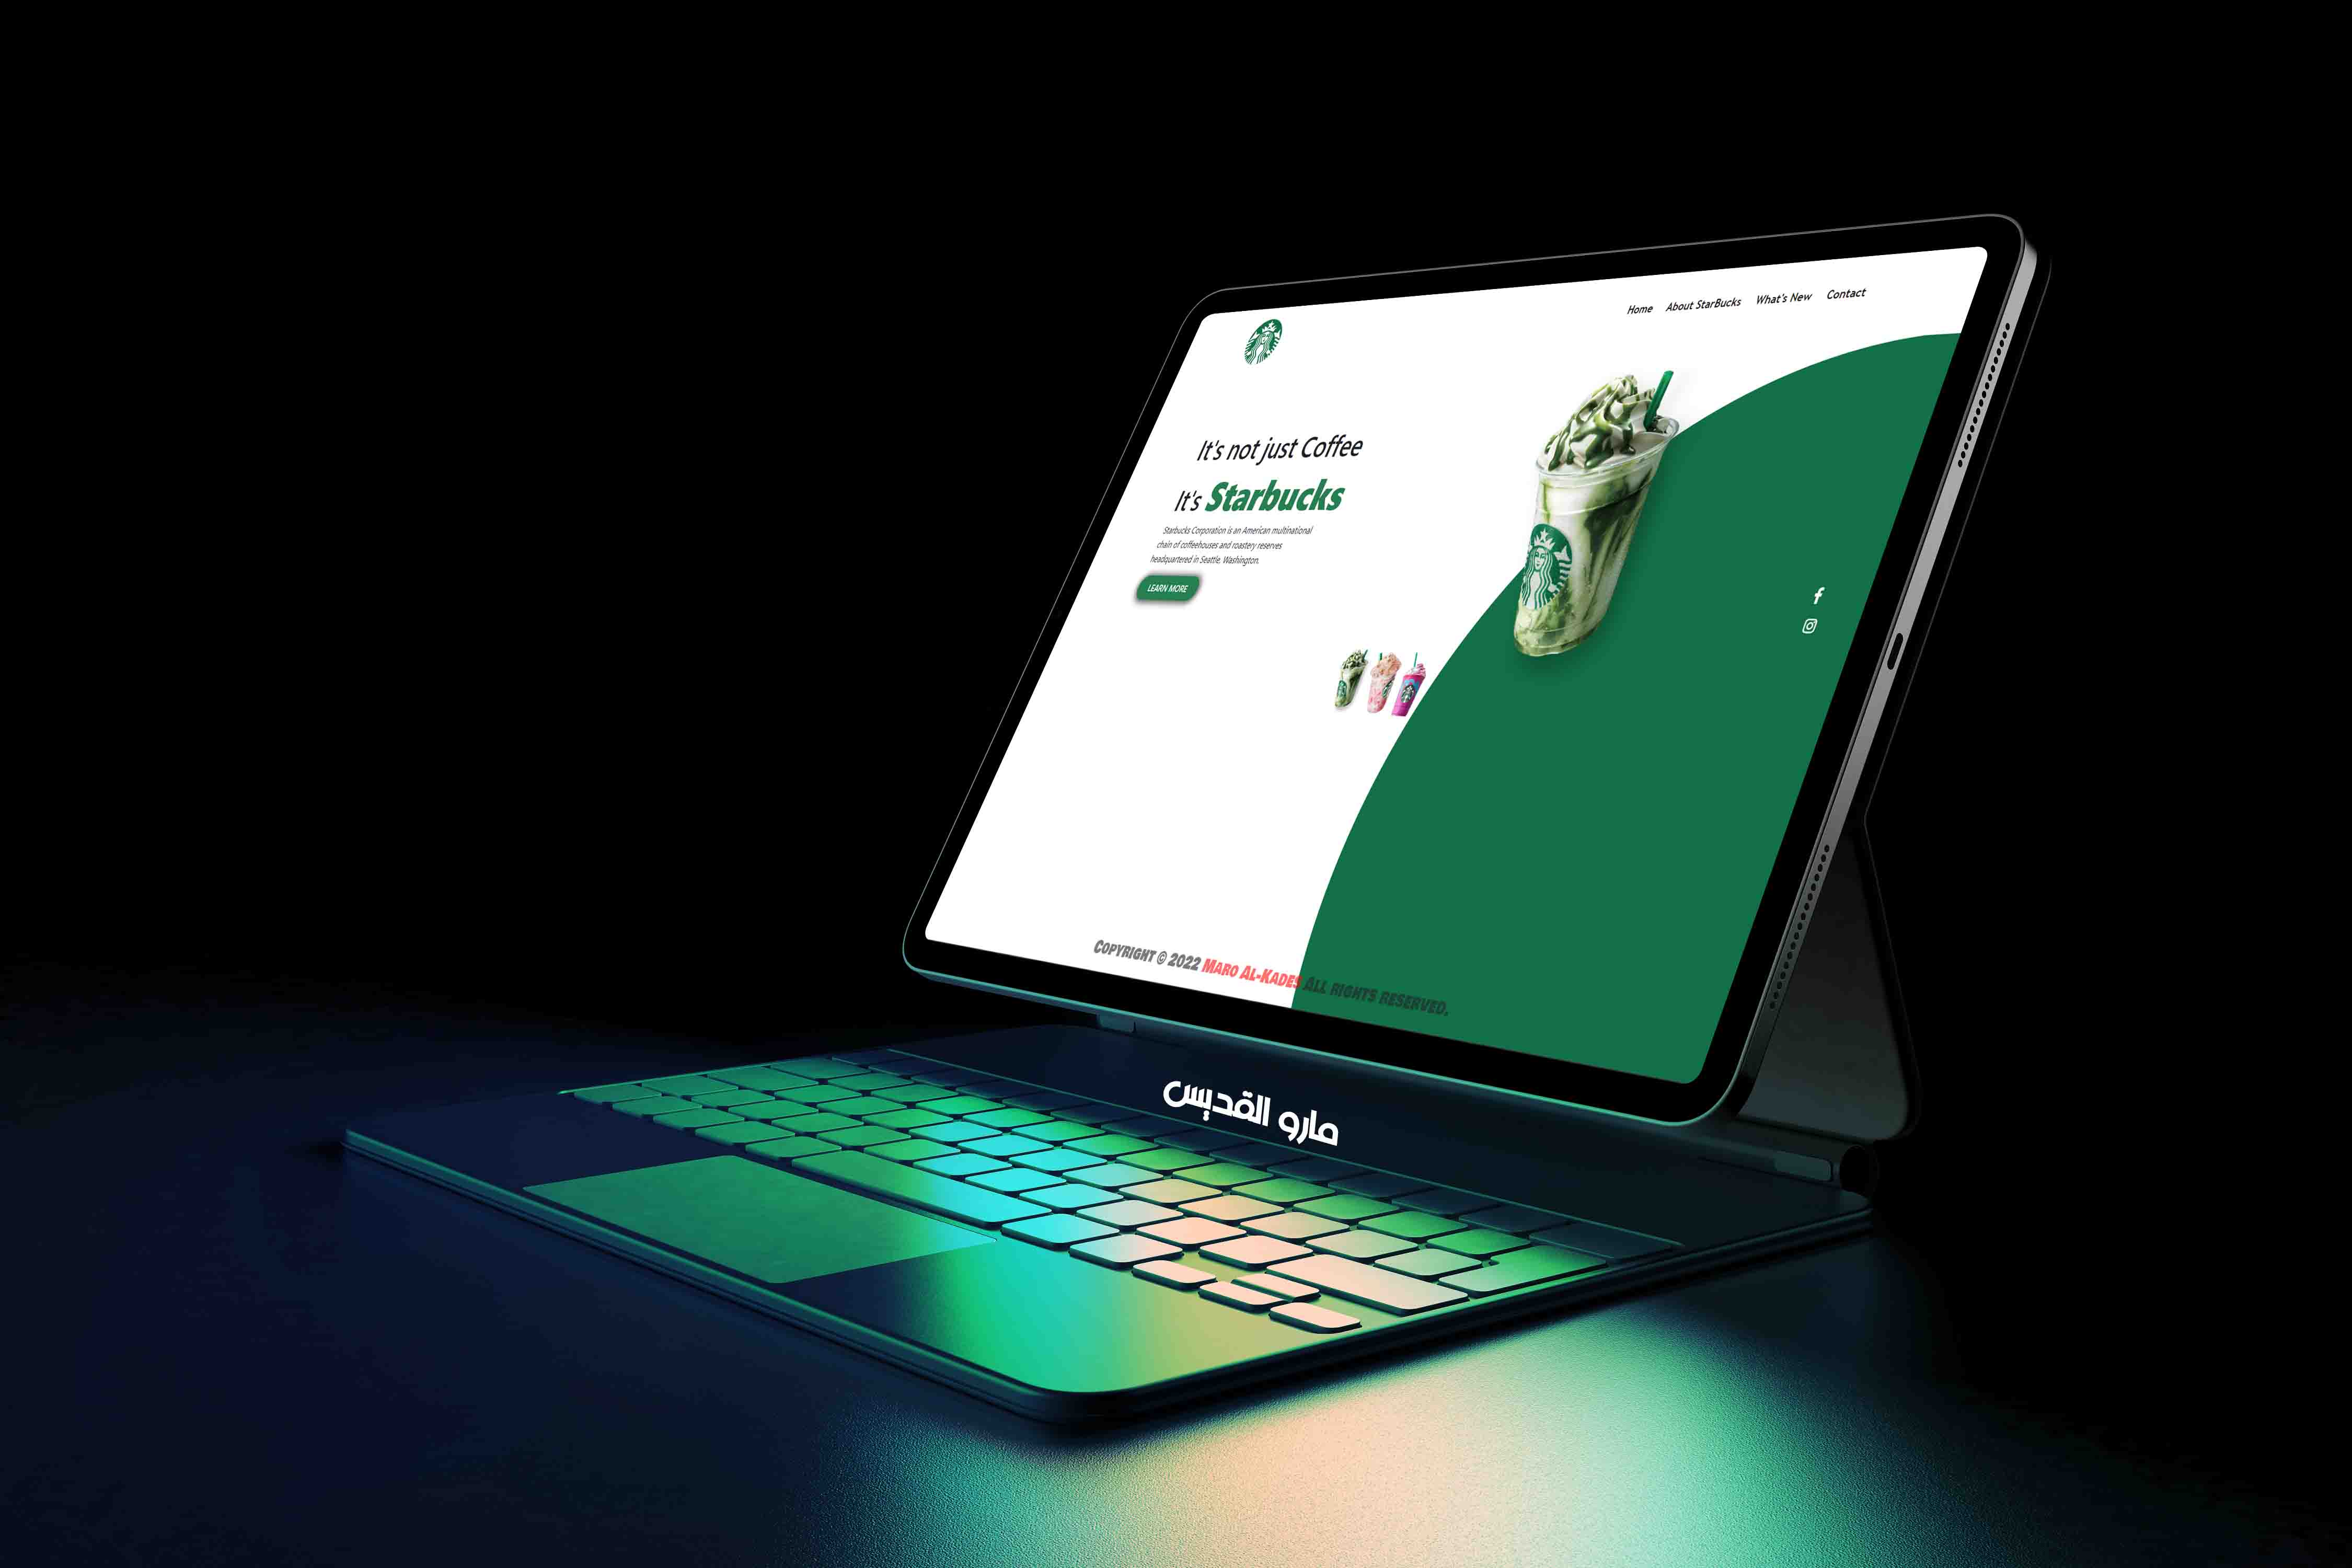 Home About StarBucks What's New Contact
It's not just Coffee
It's Starbucks
Starbucks Corporation is an American multinational
chain of coffeehouses and roastery reserves
headquartered in Seattle, Washington.
LEARN MORE
Copyright © 2022 Maro Al-Kades All rights reserved.
مارو القديس